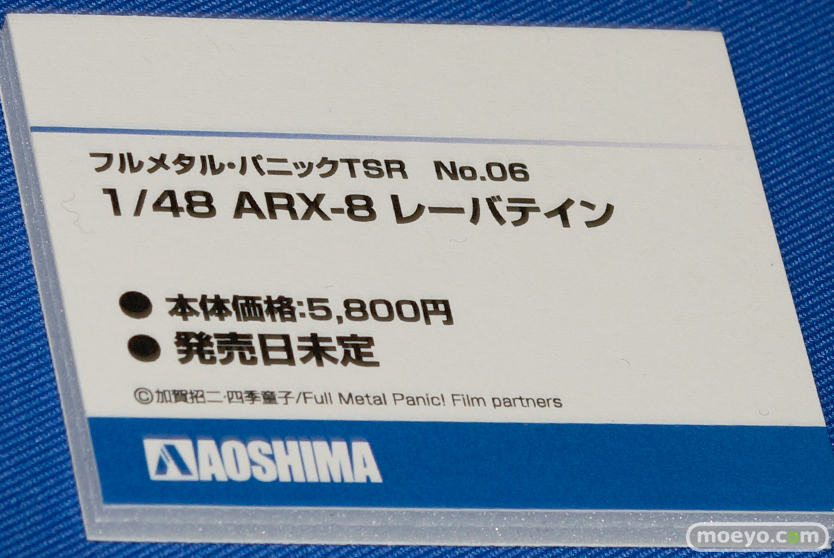 フルメタル・パニックTSR No.06
1/48 ARX-8 レーバテイン
● 本体価格:5,800円
● 発売日未定
©加賀招二・四季童子/Full Metal Panic! Film partners
AOSHIMA
moeyo.com